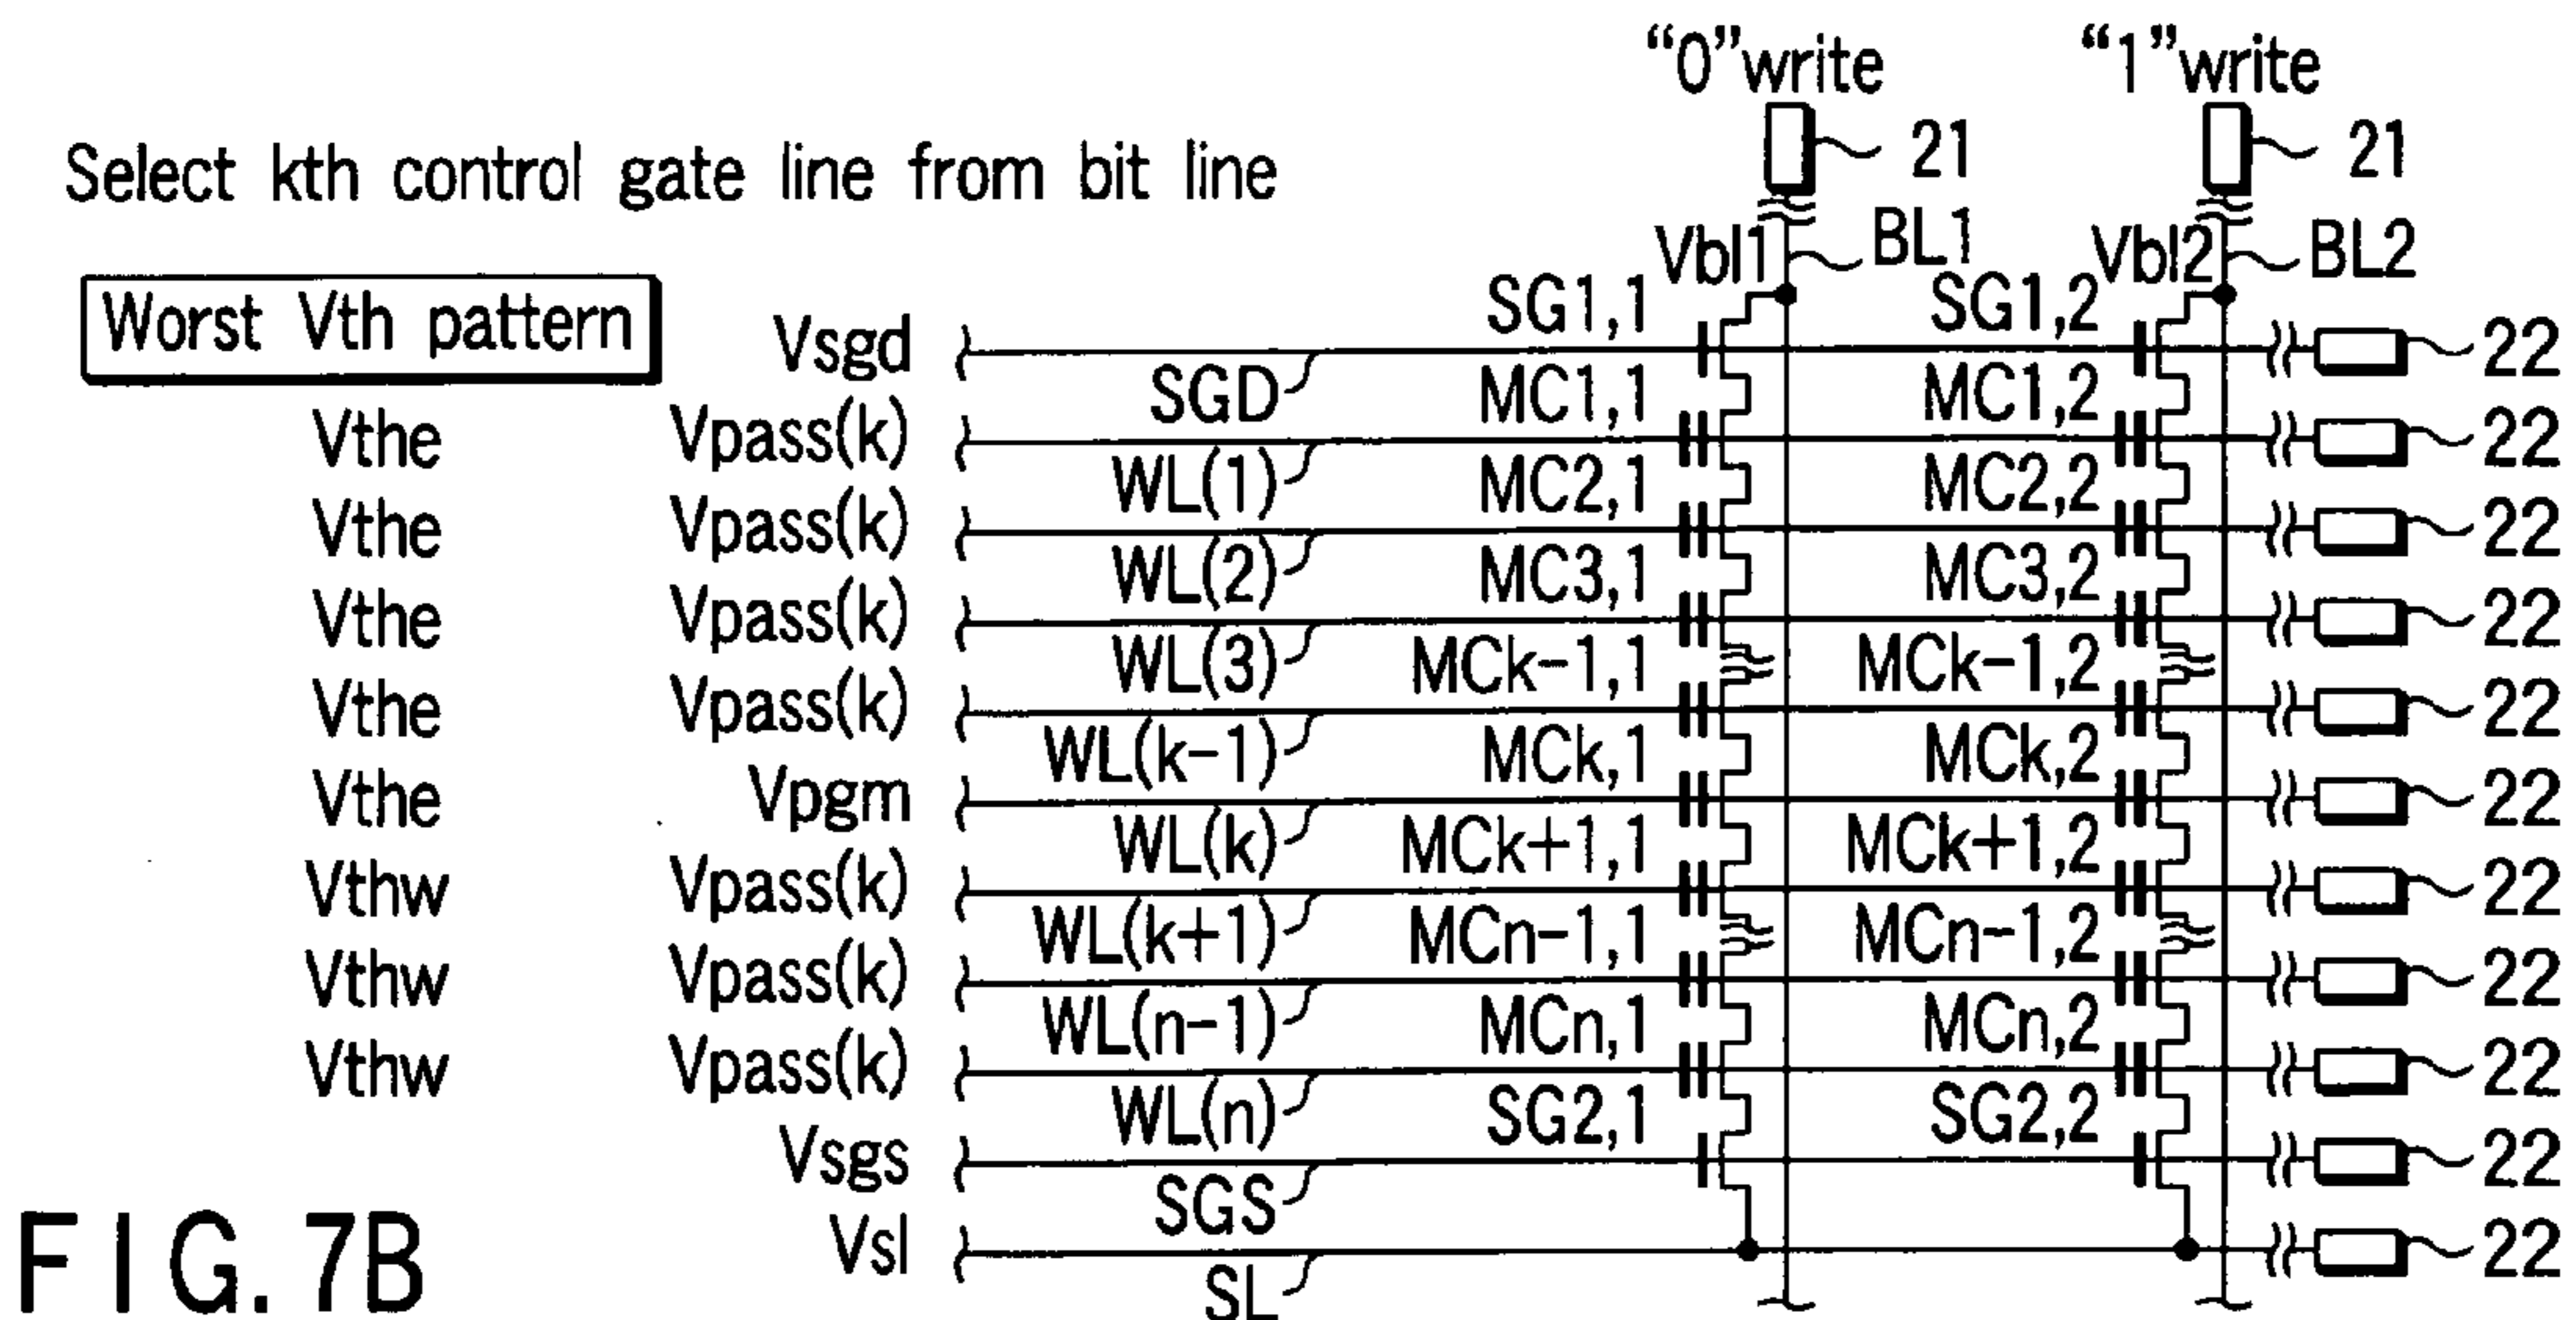 “0”write “1”write
21 21
Select kth control gate line from bit line
Vbl1 BL1 Vbl2 BL2
Worst Vth pattern
SG1,1 SG1,2
Vsgd 22
SGD MC1,1 MC1,2
Vthe Vpass(k) 22
WL(1) MC2,1 MC2,2
Vthe Vpass(k) 22
WL(2) MC3,1 MC3,2
Vthe Vpass(k) 22
WL(3) MCk-1,1 MCk-1,2
Vthe Vpass(k) 22
WL(k-1) MCk,1 MCk,2
Vthe Vpgm 22
WL(k) MCk+1,1 MCk+1,2
Vthw Vpass(k) 22
WL(k+1) MCn-1,1 MCn-1,2
Vthw Vpass(k) 22
WL(n-1) MCn,1 MCn,2
Vthw Vpass(k) 22
WL(n) SG2,1 SG2,2
Vsgs 22
SGS
Vsl 22
SL
FIG. 7B